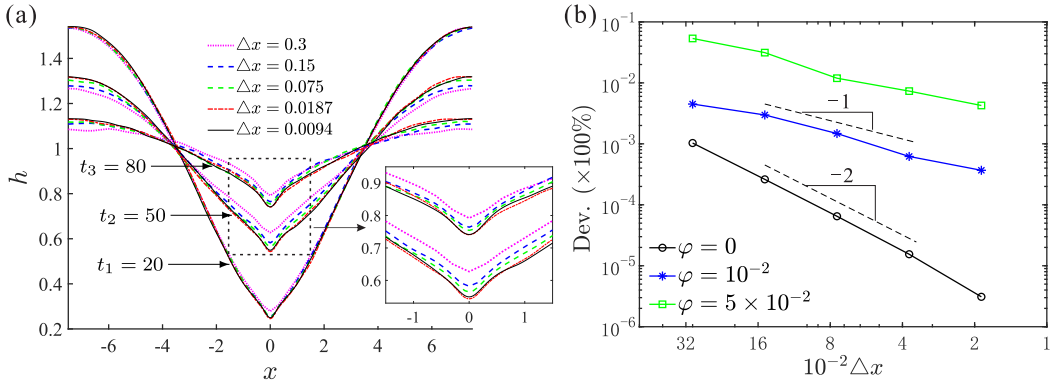 (a)
1.4
1.2
1
0.8
0.6
0.4
0.2
h
△x = 0.3
△x = 0.15
△x = 0.075
△x = 0.0187
△x = 0.0094
t₃ = 80
t₂ = 50
t₁ = 20
0.9
0.8
0.7
0.6
-1 0 1
-6 -4 -2 0 2 4 6
x
(b)
10⁻¹
10⁻²
10⁻³
10⁻⁴
10⁻⁵
10⁻⁶
Dev. (×100%)
−1
−2
φ = 0
φ = 10⁻²
φ = 5 × 10⁻²
32 16 8 4 2 1
10⁻²△x